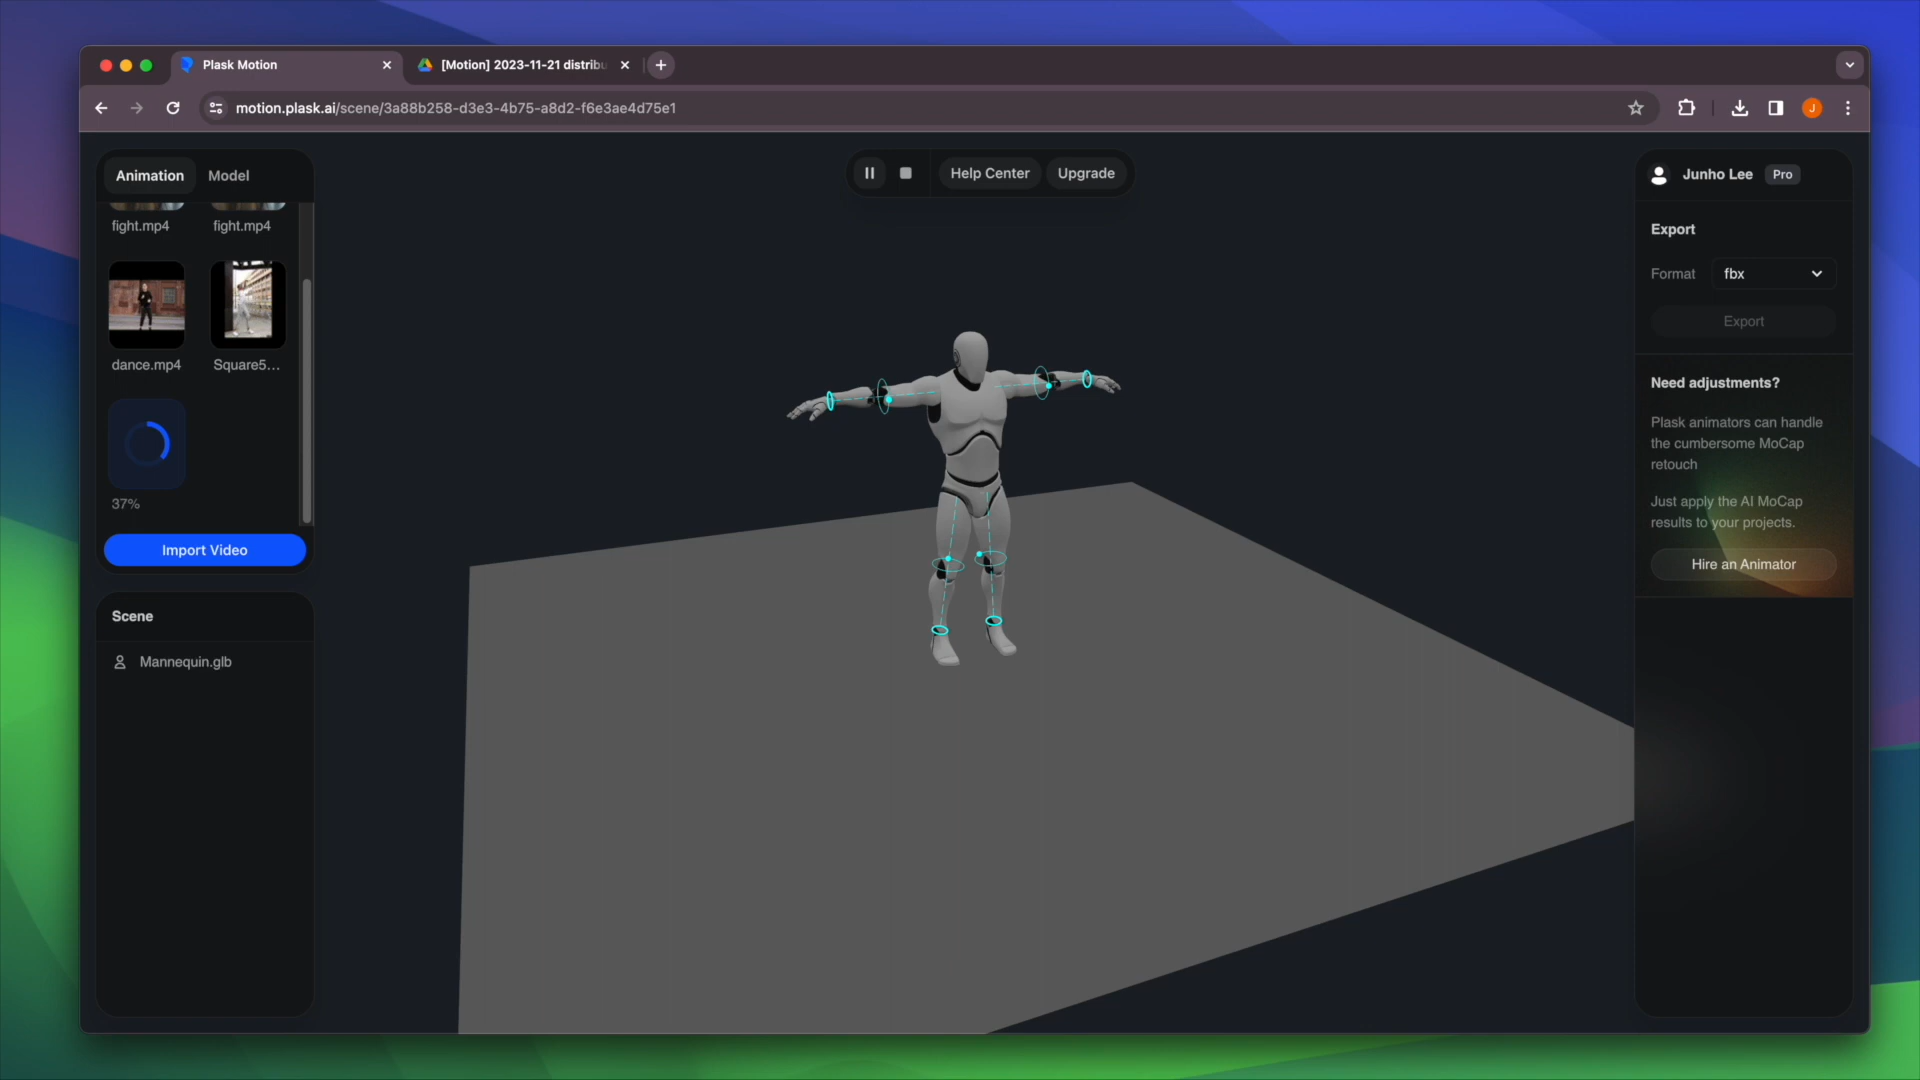 Plask Motion
[Motion] 2023-11-21 distribu
motion.plask.ai/scene/3a88b258-d3e3-4b75-a8d2-f6e3ae4d75e1
J
Animation Model
fight.mp4 fight.mp4
dance.mp4 Square5...
37%
Import Video
Scene
Mannequin.glb
Help Center Upgrade
Junho Lee Pro
Export
Format fbx
Export
Need adjustments?
Plask animators can handle
the cumbersome MoCap
retouch
Just apply the AI MoCap
results to your projects.
Hire an Animator